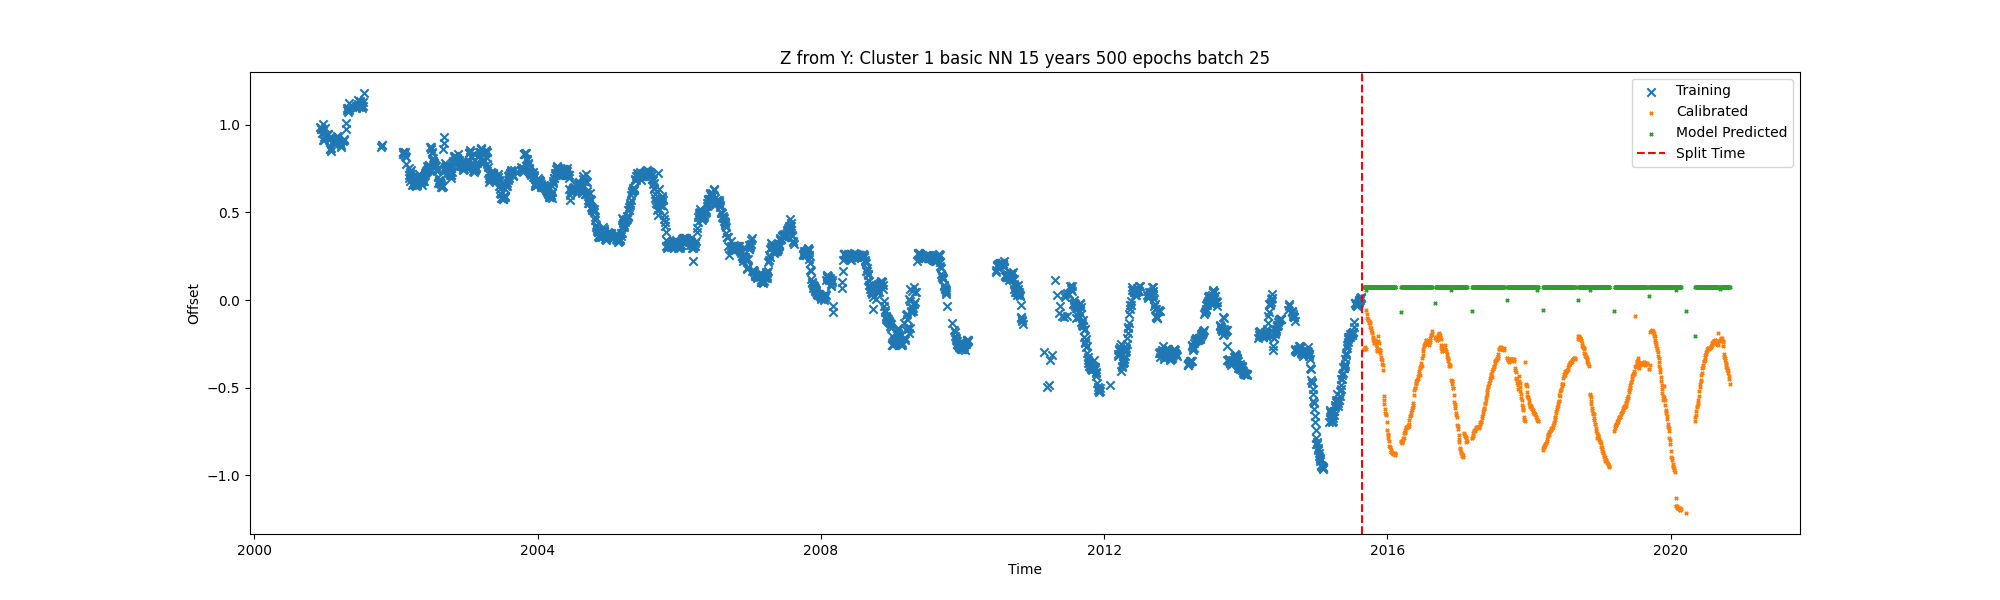 Z from Y: Cluster 1 basic NN 15 years 500 epochs batch 25
Training
Calibrated
Model Predicted
Split Time
Offset
1.0
0.5
0.0
−0.5
−1.0
2000
2004
2008
2012
2016
2020
Time